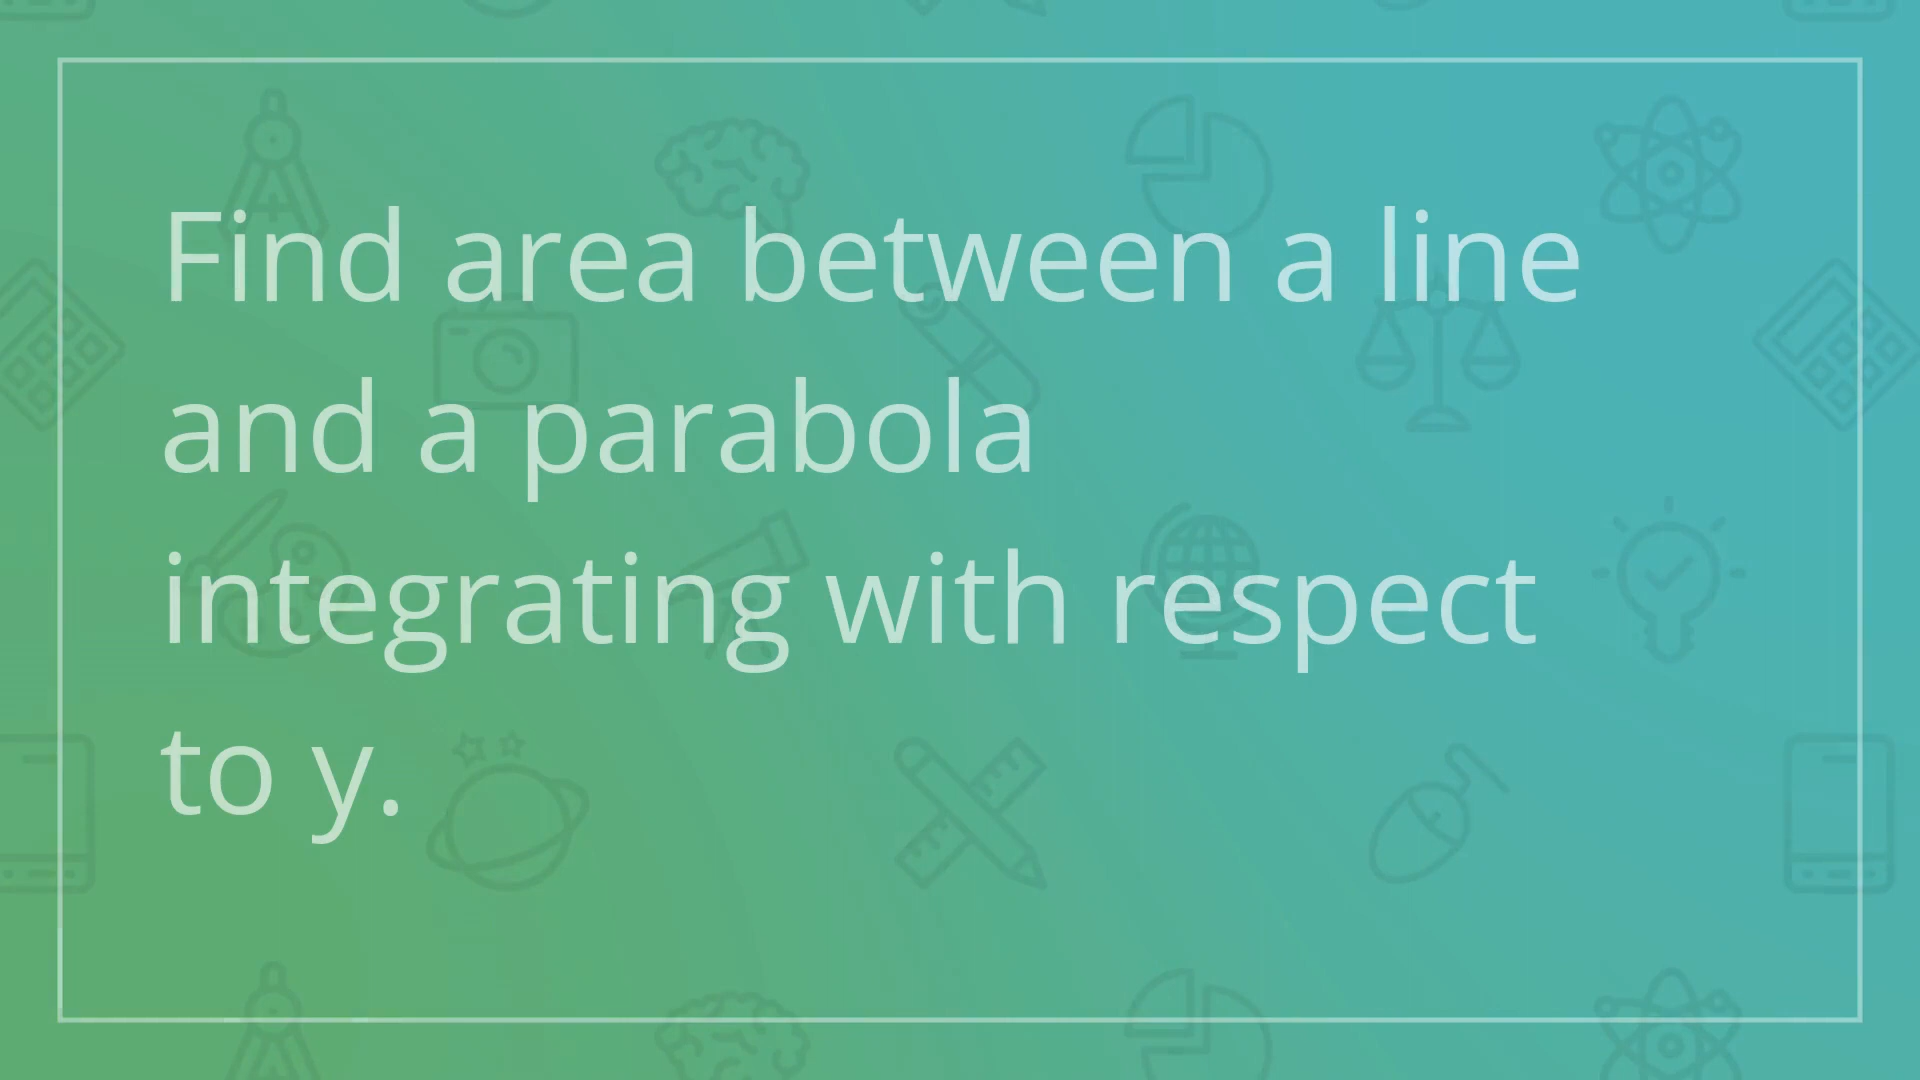 Find area between a line
and a parabola
integrating with respect
to y.